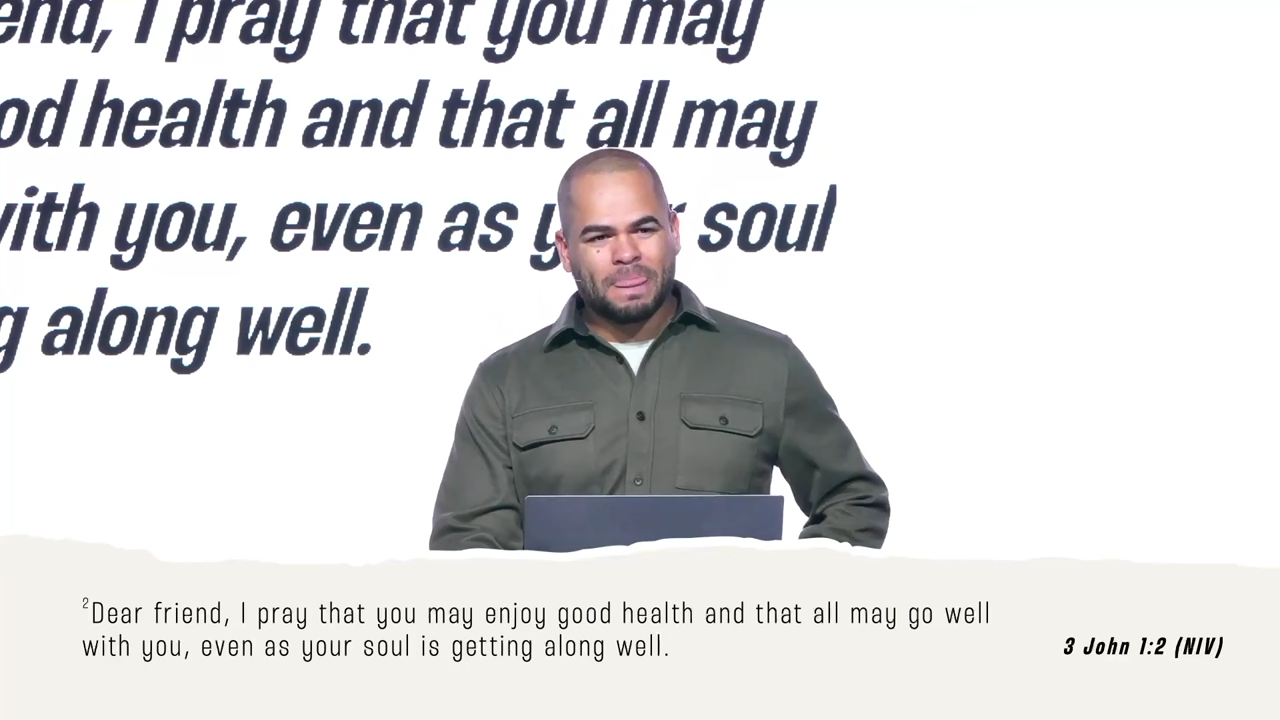 end, I pray that you may
od health and that all may
with you, even as your soul
g along well.
²Dear friend, I pray that you may enjoy good health and that all may go well
with you, even as your soul is getting along well.
3 John 1:2 (NIV)